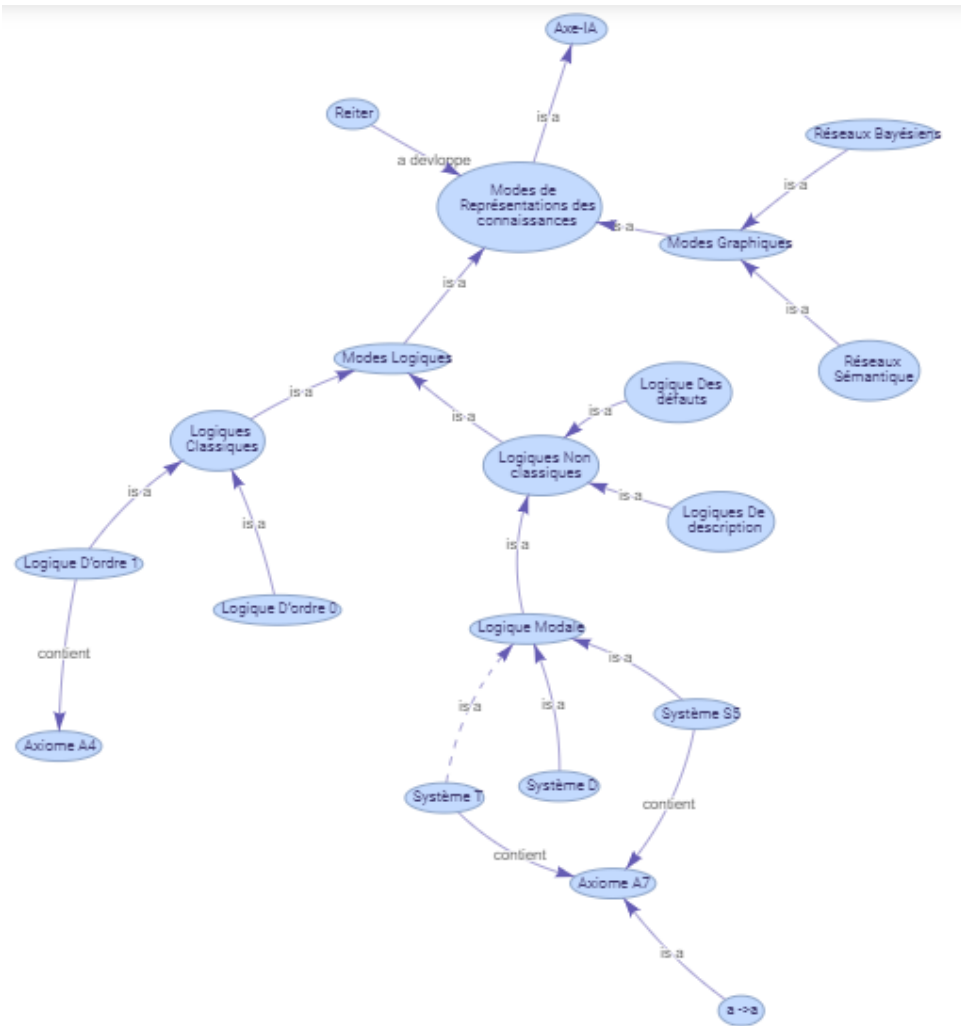 Axe-IA
is a
Reiter
a dévloppe
Réseaux Bayésiens
is a
Modes de
Représentations des
connaissances
is a
Modes Graphiques
is a
is a
Modes Logiques
Réseaux
Sémantique
is a
is a
Logique Des
défauts
is a
Logiques
Classiques
Logiques Non
classiques
is a
is a
Logiques De
description
is a
is a
Logique D'ordre 1
Logique D'ordre 0
Logique Modale
contient
is a
is a
is a
Système S5
Axiome A4
Système T
Système D
contient
contient
Axiome A7
is a
a ->a